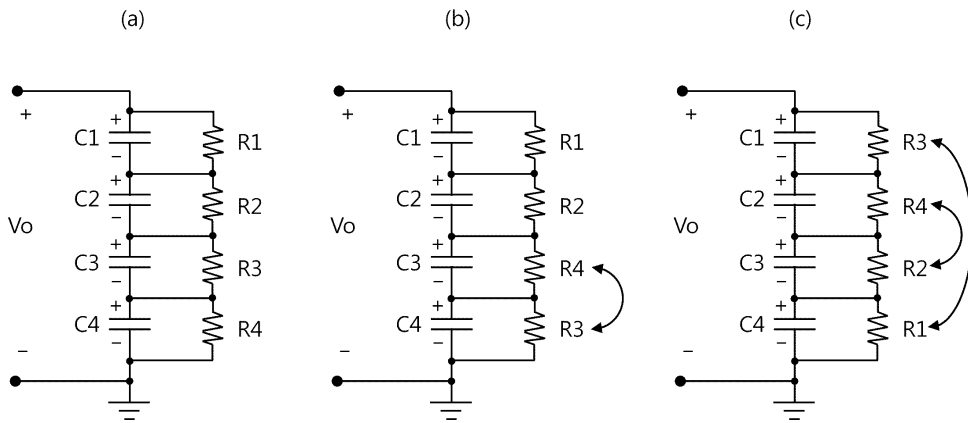 (a)
(b)
(c)
+
+
C1
−
R1
+
C2
−
R2
Vo
+
C3
−
R3
+
C4
−
R4
−
+
+
C1
−
R1
+
C2
−
R2
Vo
+
C3
−
R4
+
C4
−
R3
−
+
+
C1
−
R3
+
C2
−
R4
Vo
+
C3
−
R2
+
C4
−
R1
−